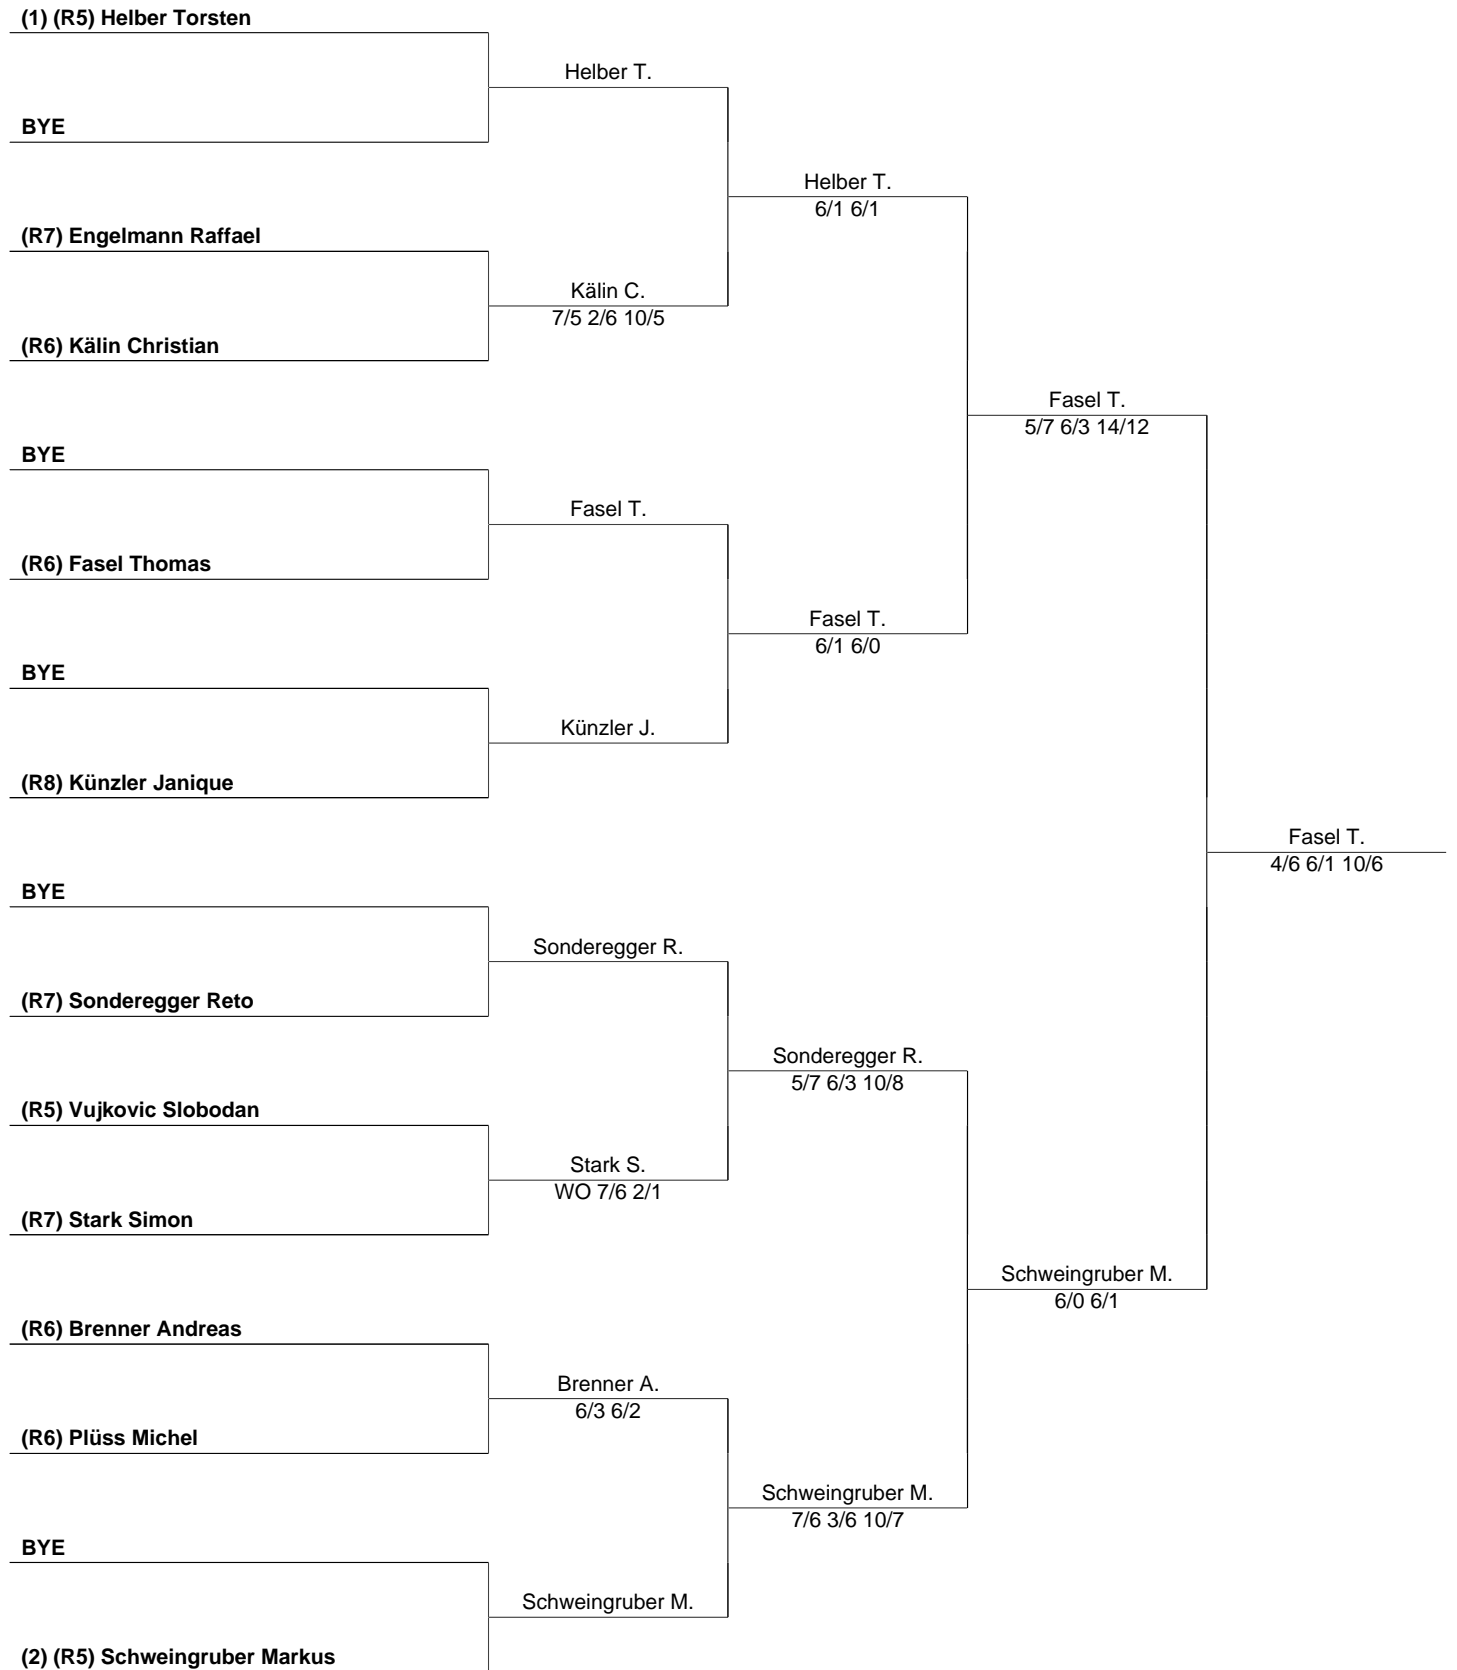 (1) (R5) Helber Torsten
Helber T.
BYE
Helber T.
6/1 6/1
(R7) Engelmann Raffael
Kälin C.
7/5 2/6 10/5
(R6) Kälin Christian
Fasel T.
5/7 6/3 14/12
BYE
Fasel T.
(R6) Fasel Thomas
Fasel T.
6/1 6/0
BYE
Künzler J.
(R8) Künzler Janique
Fasel T.
4/6 6/1 10/6
BYE
Sonderegger R.
(R7) Sonderegger Reto
Sonderegger R.
5/7 6/3 10/8
(R5) Vujkovic Slobodan
Stark S.
WO 7/6 2/1
(R7) Stark Simon
Schweingruber M.
6/0 6/1
(R6) Brenner Andreas
Brenner A.
6/3 6/2
(R6) Plüss Michel
Schweingruber M.
7/6 3/6 10/7
BYE
Schweingruber M.
(2) (R5) Schweingruber Markus